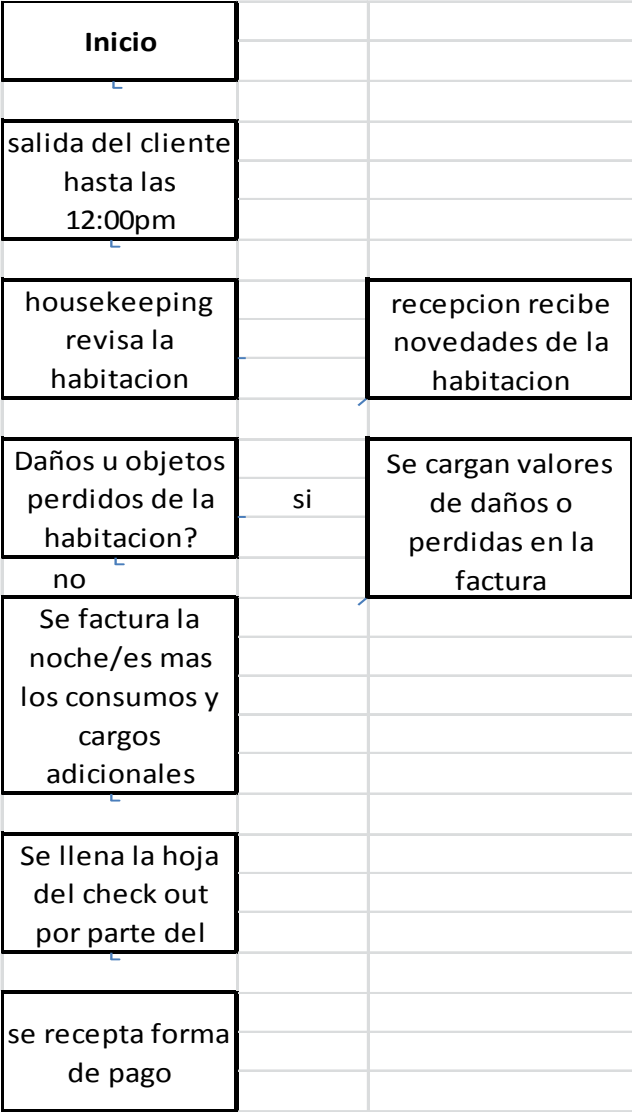 Inicio
salida del cliente
hasta las
12:00pm
housekeeping
revisa la
habitacion
recepcion recibe
novedades de la
habitacion
Daños u objetos
perdidos de la
habitacion?
si
Se cargan valores
de daños o
perdidas en la
factura
no
Se factura la
noche/es mas
los consumos y
cargos
adicionales
Se llena la hoja
del check out
por parte del
se recepta forma
de pago